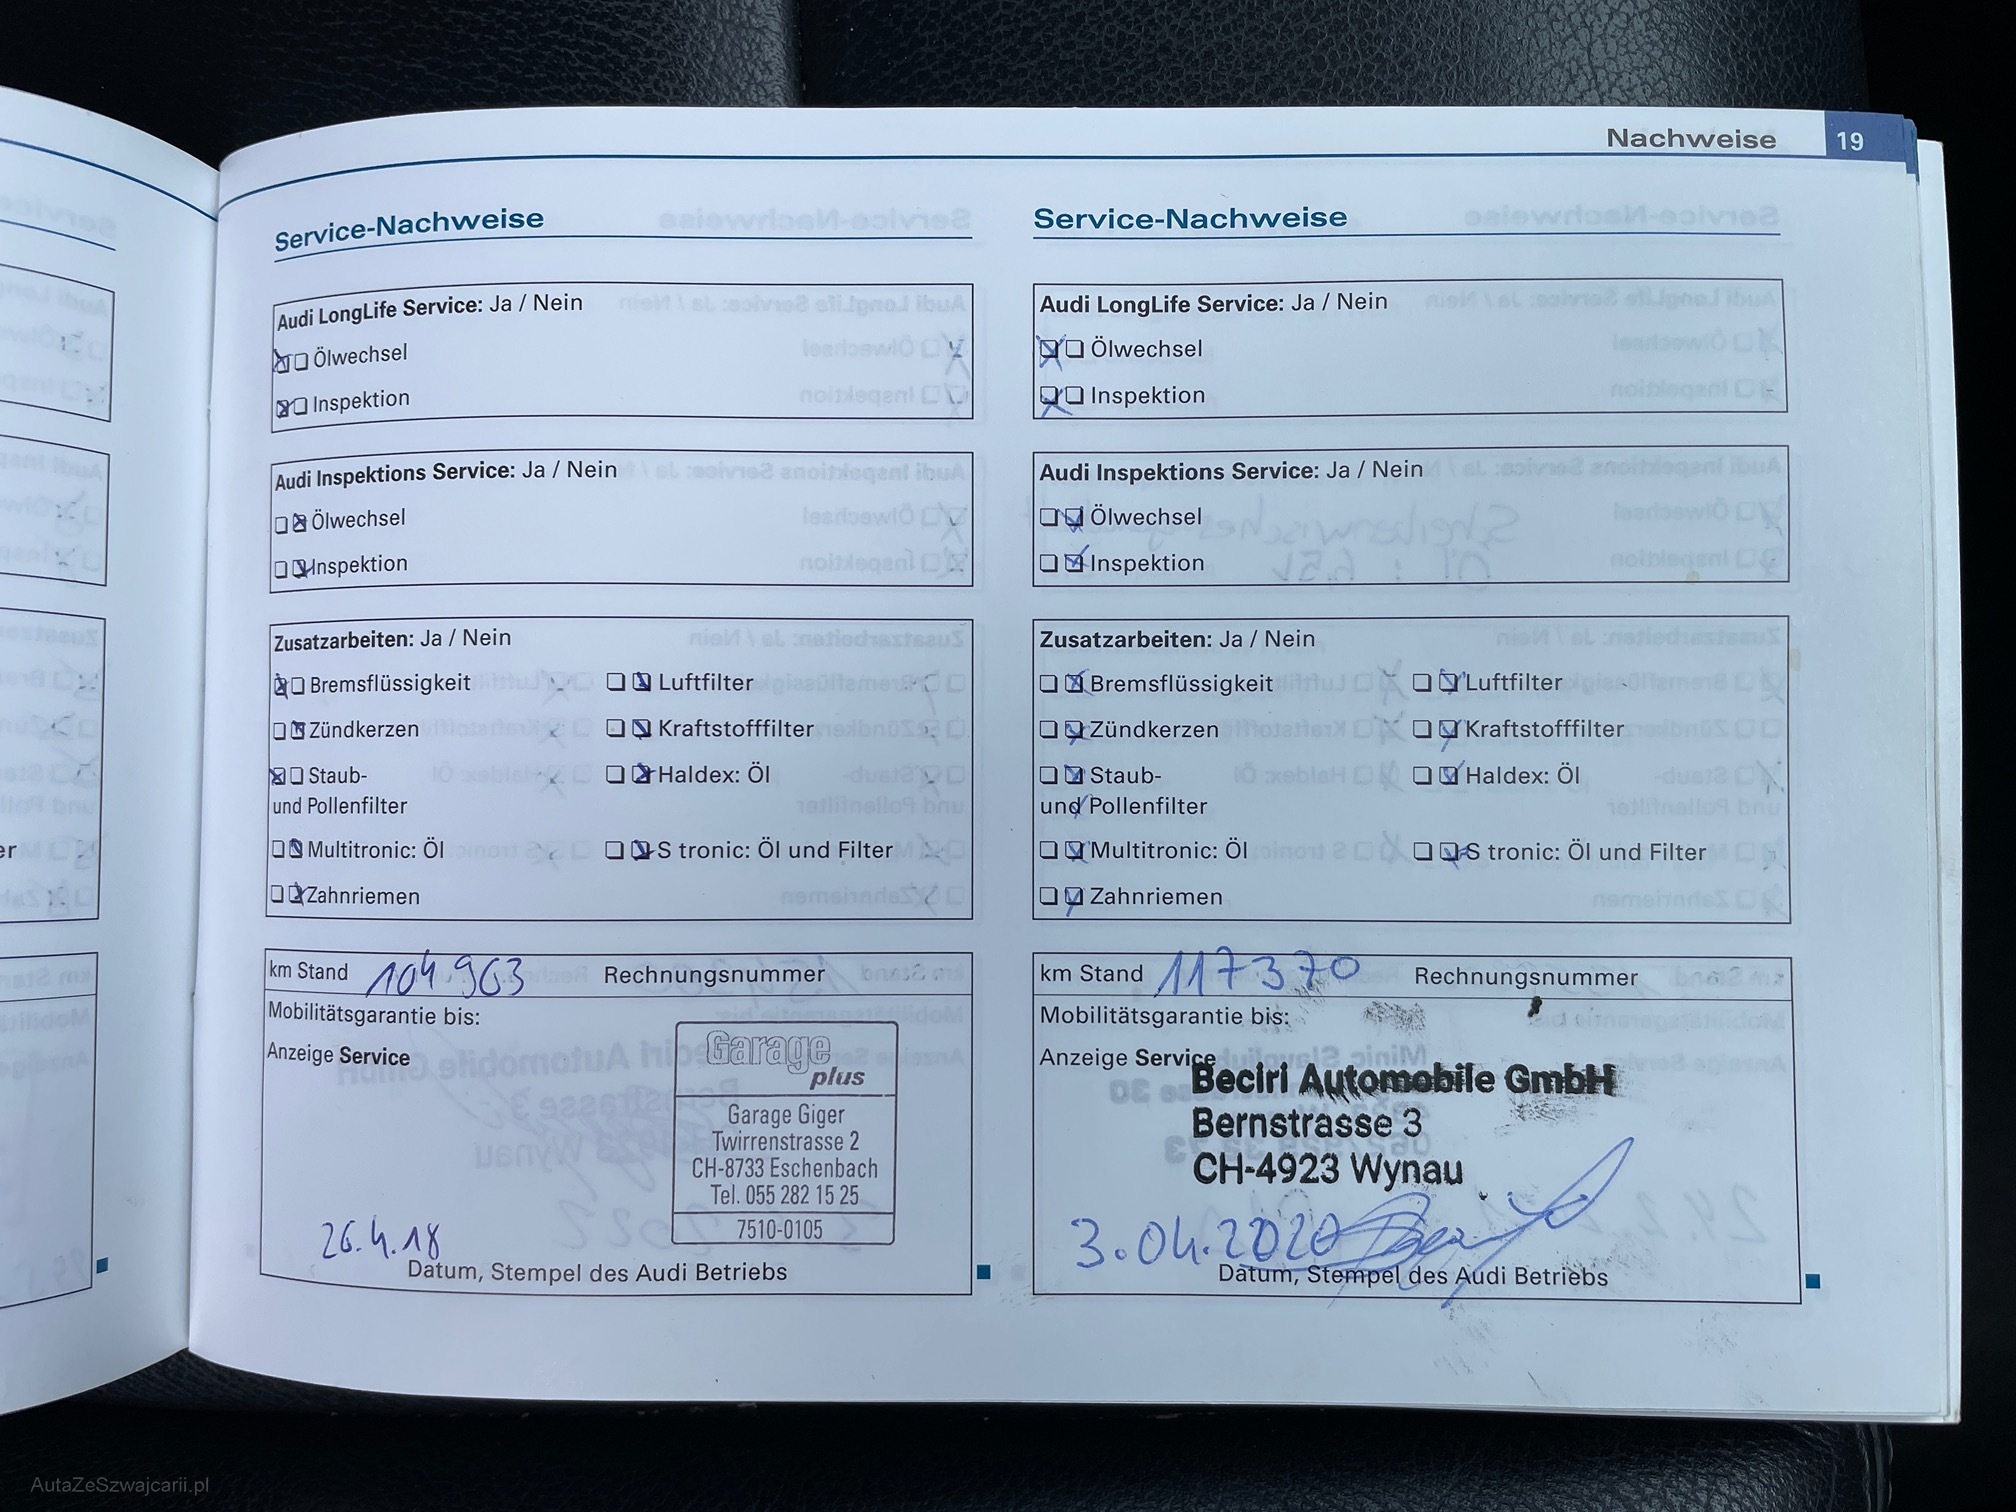 Nachweise 19
Service-Nachweise
Audi LongLife Service: Ja / Nein
Ölwechsel
Inspektion
Audi Inspektions Service: Ja / Nein
Ölwechsel
Inspektion
Zusatzarbeiten: Ja / Nein
Bremsflüssigkeit Luftfilter
Zündkerzen Kraftstofffilter
Staub- Haldex: Öl
und Pollenfilter
Multitronic: Öl S tronic: Öl und Filter
Zahnriemen
km Stand 104963 Rechnungsnummer
Mobilitätsgarantie bis:
Anzeige Service
Garage
plus
Garage Giger
Twirrenstrasse 2
CH-8733 Eschenbach
Tel. 055 282 15 25
7510-0105
26.4.18
Datum, Stempel des Audi Betriebs
Service-Nachweise
Audi LongLife Service: Ja / Nein
Ölwechsel
Inspektion
Audi Inspektions Service: Ja / Nein
Ölwechsel
Inspektion
Zusatzarbeiten: Ja / Nein
Bremsflüssigkeit Luftfilter
Zündkerzen Kraftstofffilter
Staub- Haldex: Öl
und Pollenfilter
Multitronic: Öl S tronic: Öl und Filter
Zahnriemen
km Stand 117370 Rechnungsnummer
Mobilitätsgarantie bis:
Anzeige Service
Beciri Automobile GmbH
Bernstrasse 3
CH-4923 Wynau
3.04.2020
Datum, Stempel des Audi Betriebs
AutaZeSzwajcarii.pl